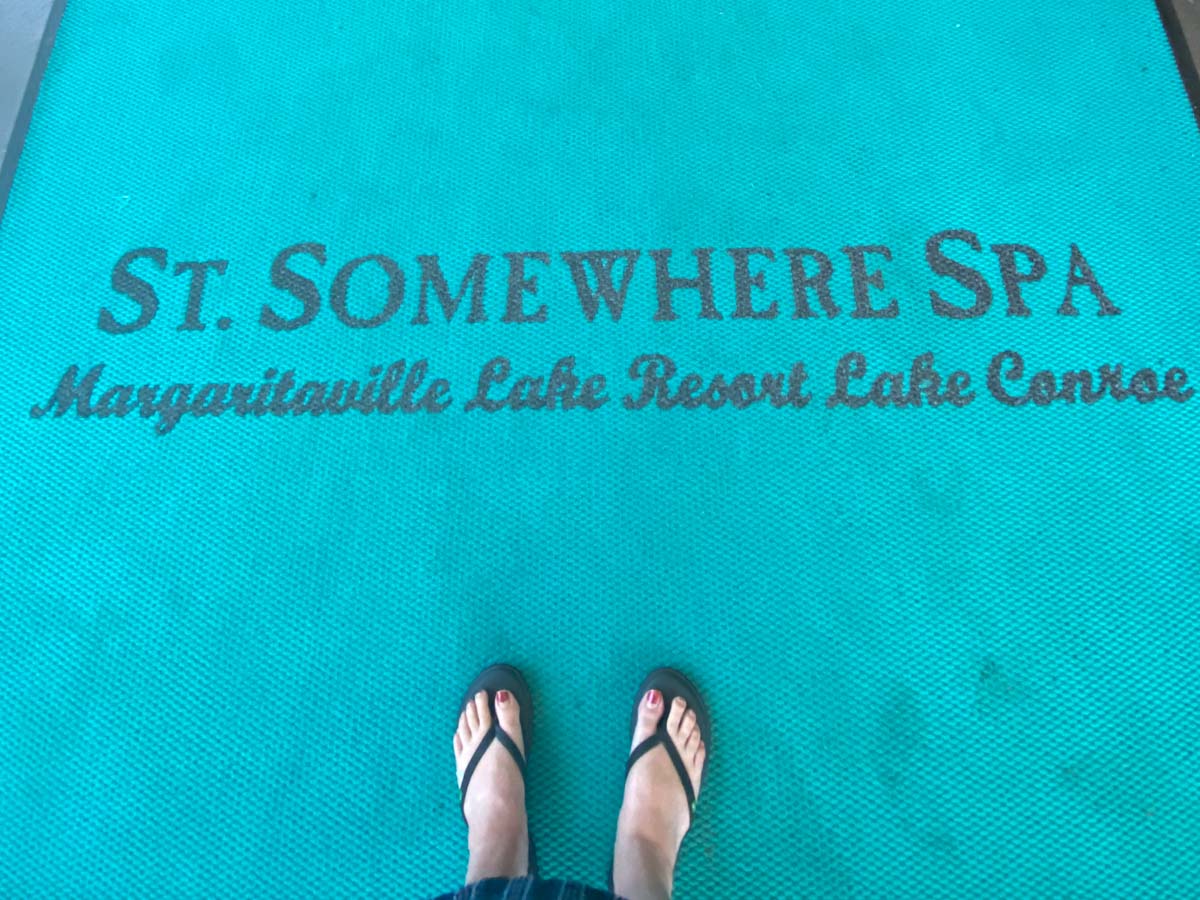 St. Somewhere Spa
Margaritaville Lake Resort Lake Conroe